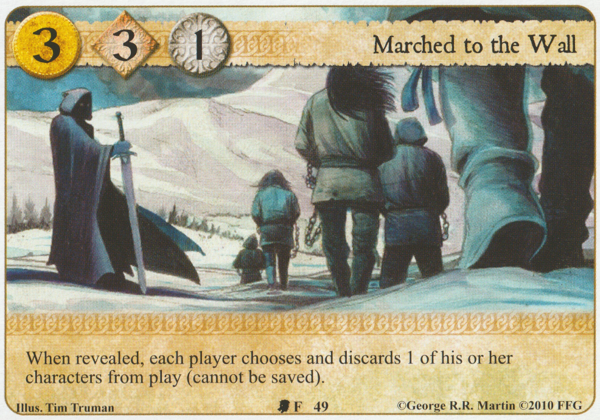 3 3 1 Marched to the Wall
When revealed, each player chooses and discards 1 of his or her
characters from play (cannot be saved).
Illus. Tim Truman F 49 ©George R.R. Martin ©2010 FFG